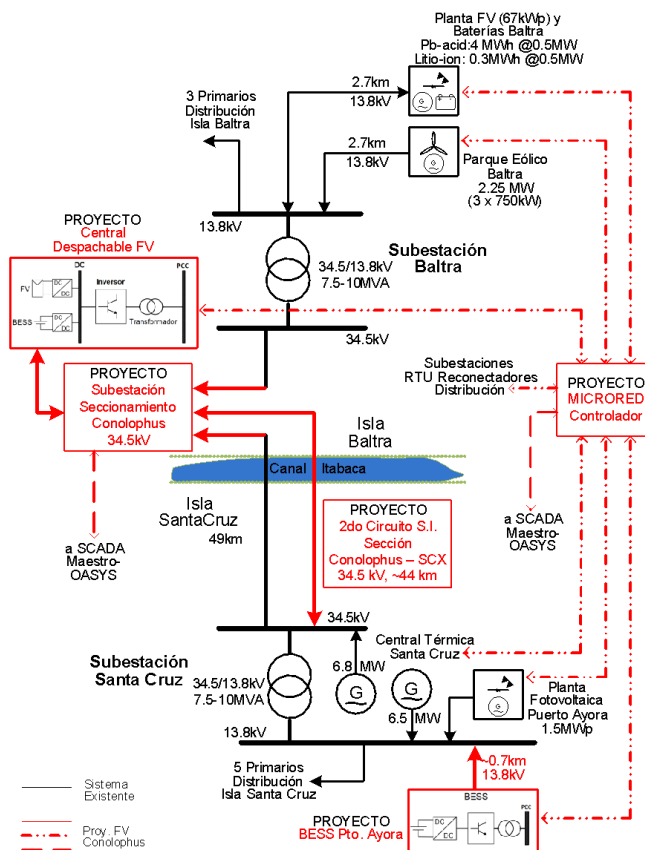 Planta FV (67kWp) y
Baterías Baltra
Pb-acid:4 MWh @0.5MW
Litio-ion: 0.3MWh @0.5MW
2.7km
13.8kV
3 Primarios
Distribución
Isla Baltra
2.7km
13.8kV
Parque Eólico
Baltra
2.25 MW
(3 x 750kW)
G
G
13.8kV
PROYECTO
Central
Despachable FV
Subestación
Baltra
34.5/13.8kV
7.5-10MVA
DC
PCC
FV
DC
DC
Inversor
BESS
DC
DC
Transformador
34.5kV
PROYECTO
Subestación
Seccionamiento
Conolophus
34.5kV
Subestaciones
RTU Reconectadores
Distribución
PROYECTO
MICRORED
Controlador
Isla
Baltra
Canal Itabaca
Isla
SantaCruz
49km
PROYECTO
2do Circuito S.I.
Sección
Conolophus – SCX
34.5 kV, ~44 km
a SCADA
Maestro-
OASYS
a SCADA
Maestro-
OASYS
34.5kV
Subestación
Santa Cruz
34.5/13.8kV
7.5-10MVA
6.8 MW
G
Central Térmica
Santa Cruz
G
6.5 MW
Planta
Fotovoltaica
Puerto Ayora
1.5MWp
13.8kV
5 Primarios
Distribución
Isla Santa Cruz
~0.7km
13.8kV
BESS
PCC
DC
DC
PROYECTO
BESS Pto. Ayora
Sistema
Existente
Proy. FV
Conolophus